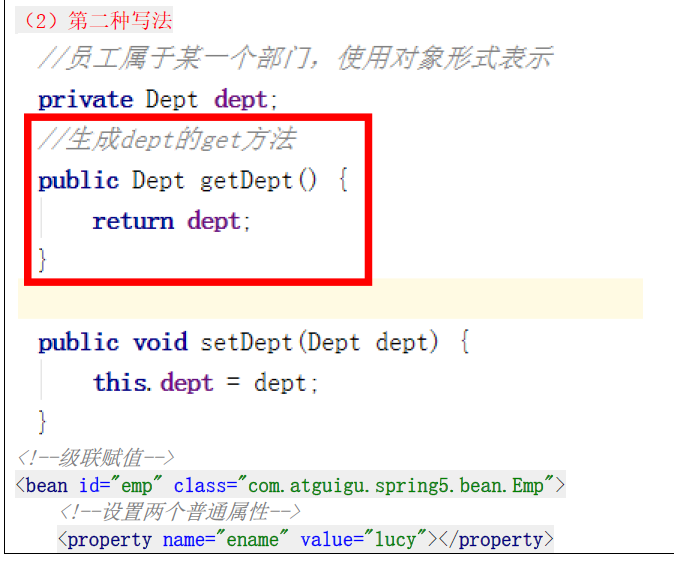 （2）第二种写法
//员工属于某一个部门，使用对象形式表示
private Dept dept;
//生成dept的get方法
public Dept getDept() {
return dept;
}
public void setDept(Dept dept) {
this.dept = dept;
}
<!--级联赋值-->
<bean id="emp" class="com.atguigu.spring5.bean.Emp">
<!--设置两个普通属性-->
<property name="ename" value="lucy"></property>